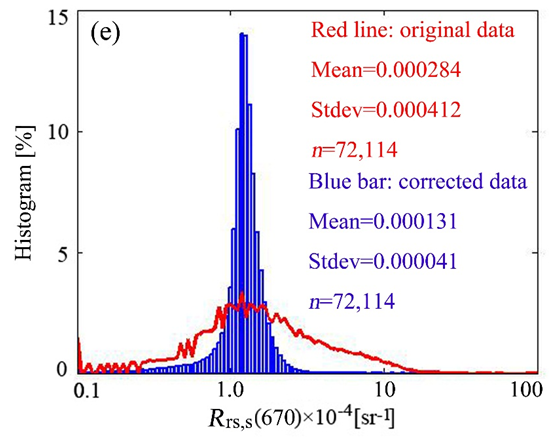 (e)
Red line: original data
Mean=0.000284
Stdev=0.000412
n=72,114
Blue bar: corrected data
Mean=0.000131
Stdev=0.000041
n=72,114
Histogram [%]
15
10
5
0
0.1 1.0 10 100
Rrs,s(670)×10-4[sr-1]